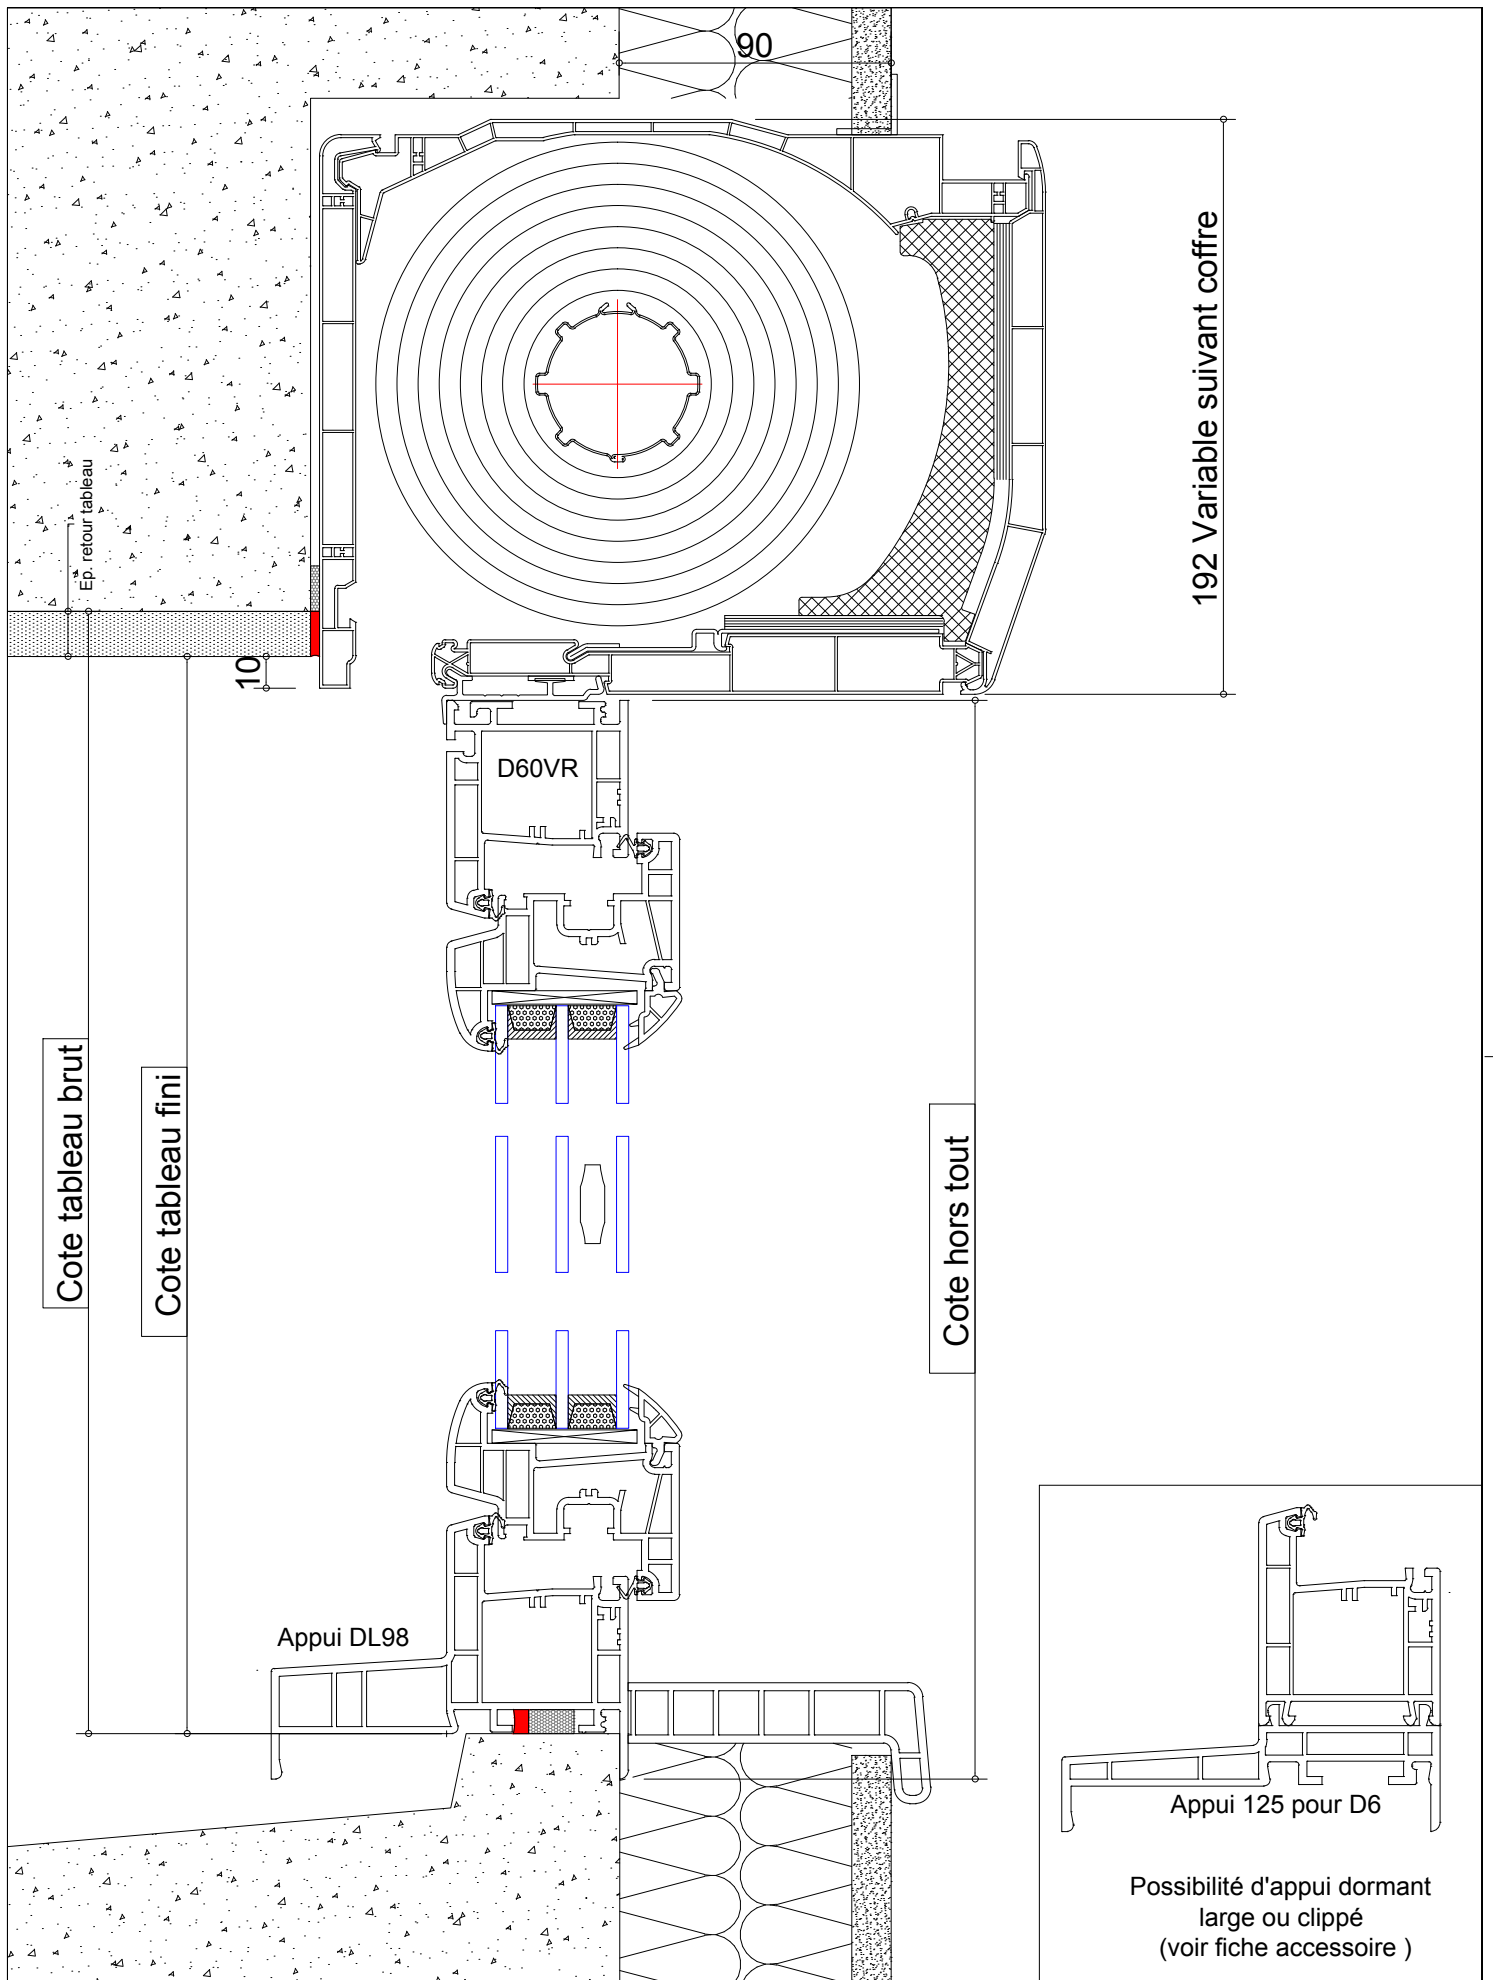 90
192 Variable suivant coffre
Ep. retour tableau
10
D60VR
Cote tableau brut
Cote tableau fini
Cote hors tout
Appui DL98
Appui 125 pour D6
Possibilité d'appui dormant
large ou clippé
(voir fiche accessoire )